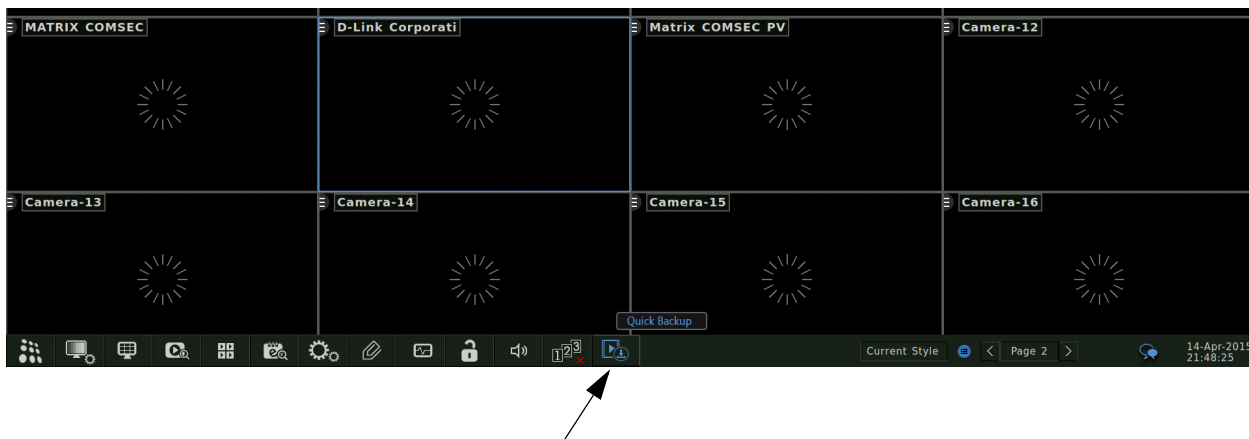 MATRIX COMSEC
D-Link Corporati
Matrix COMSEC PV
Camera-12
Camera-13
Camera-14
Camera-15
Camera-16
Quick Backup
123
Current Style
Page 2
14-Apr-2015
21:48:25